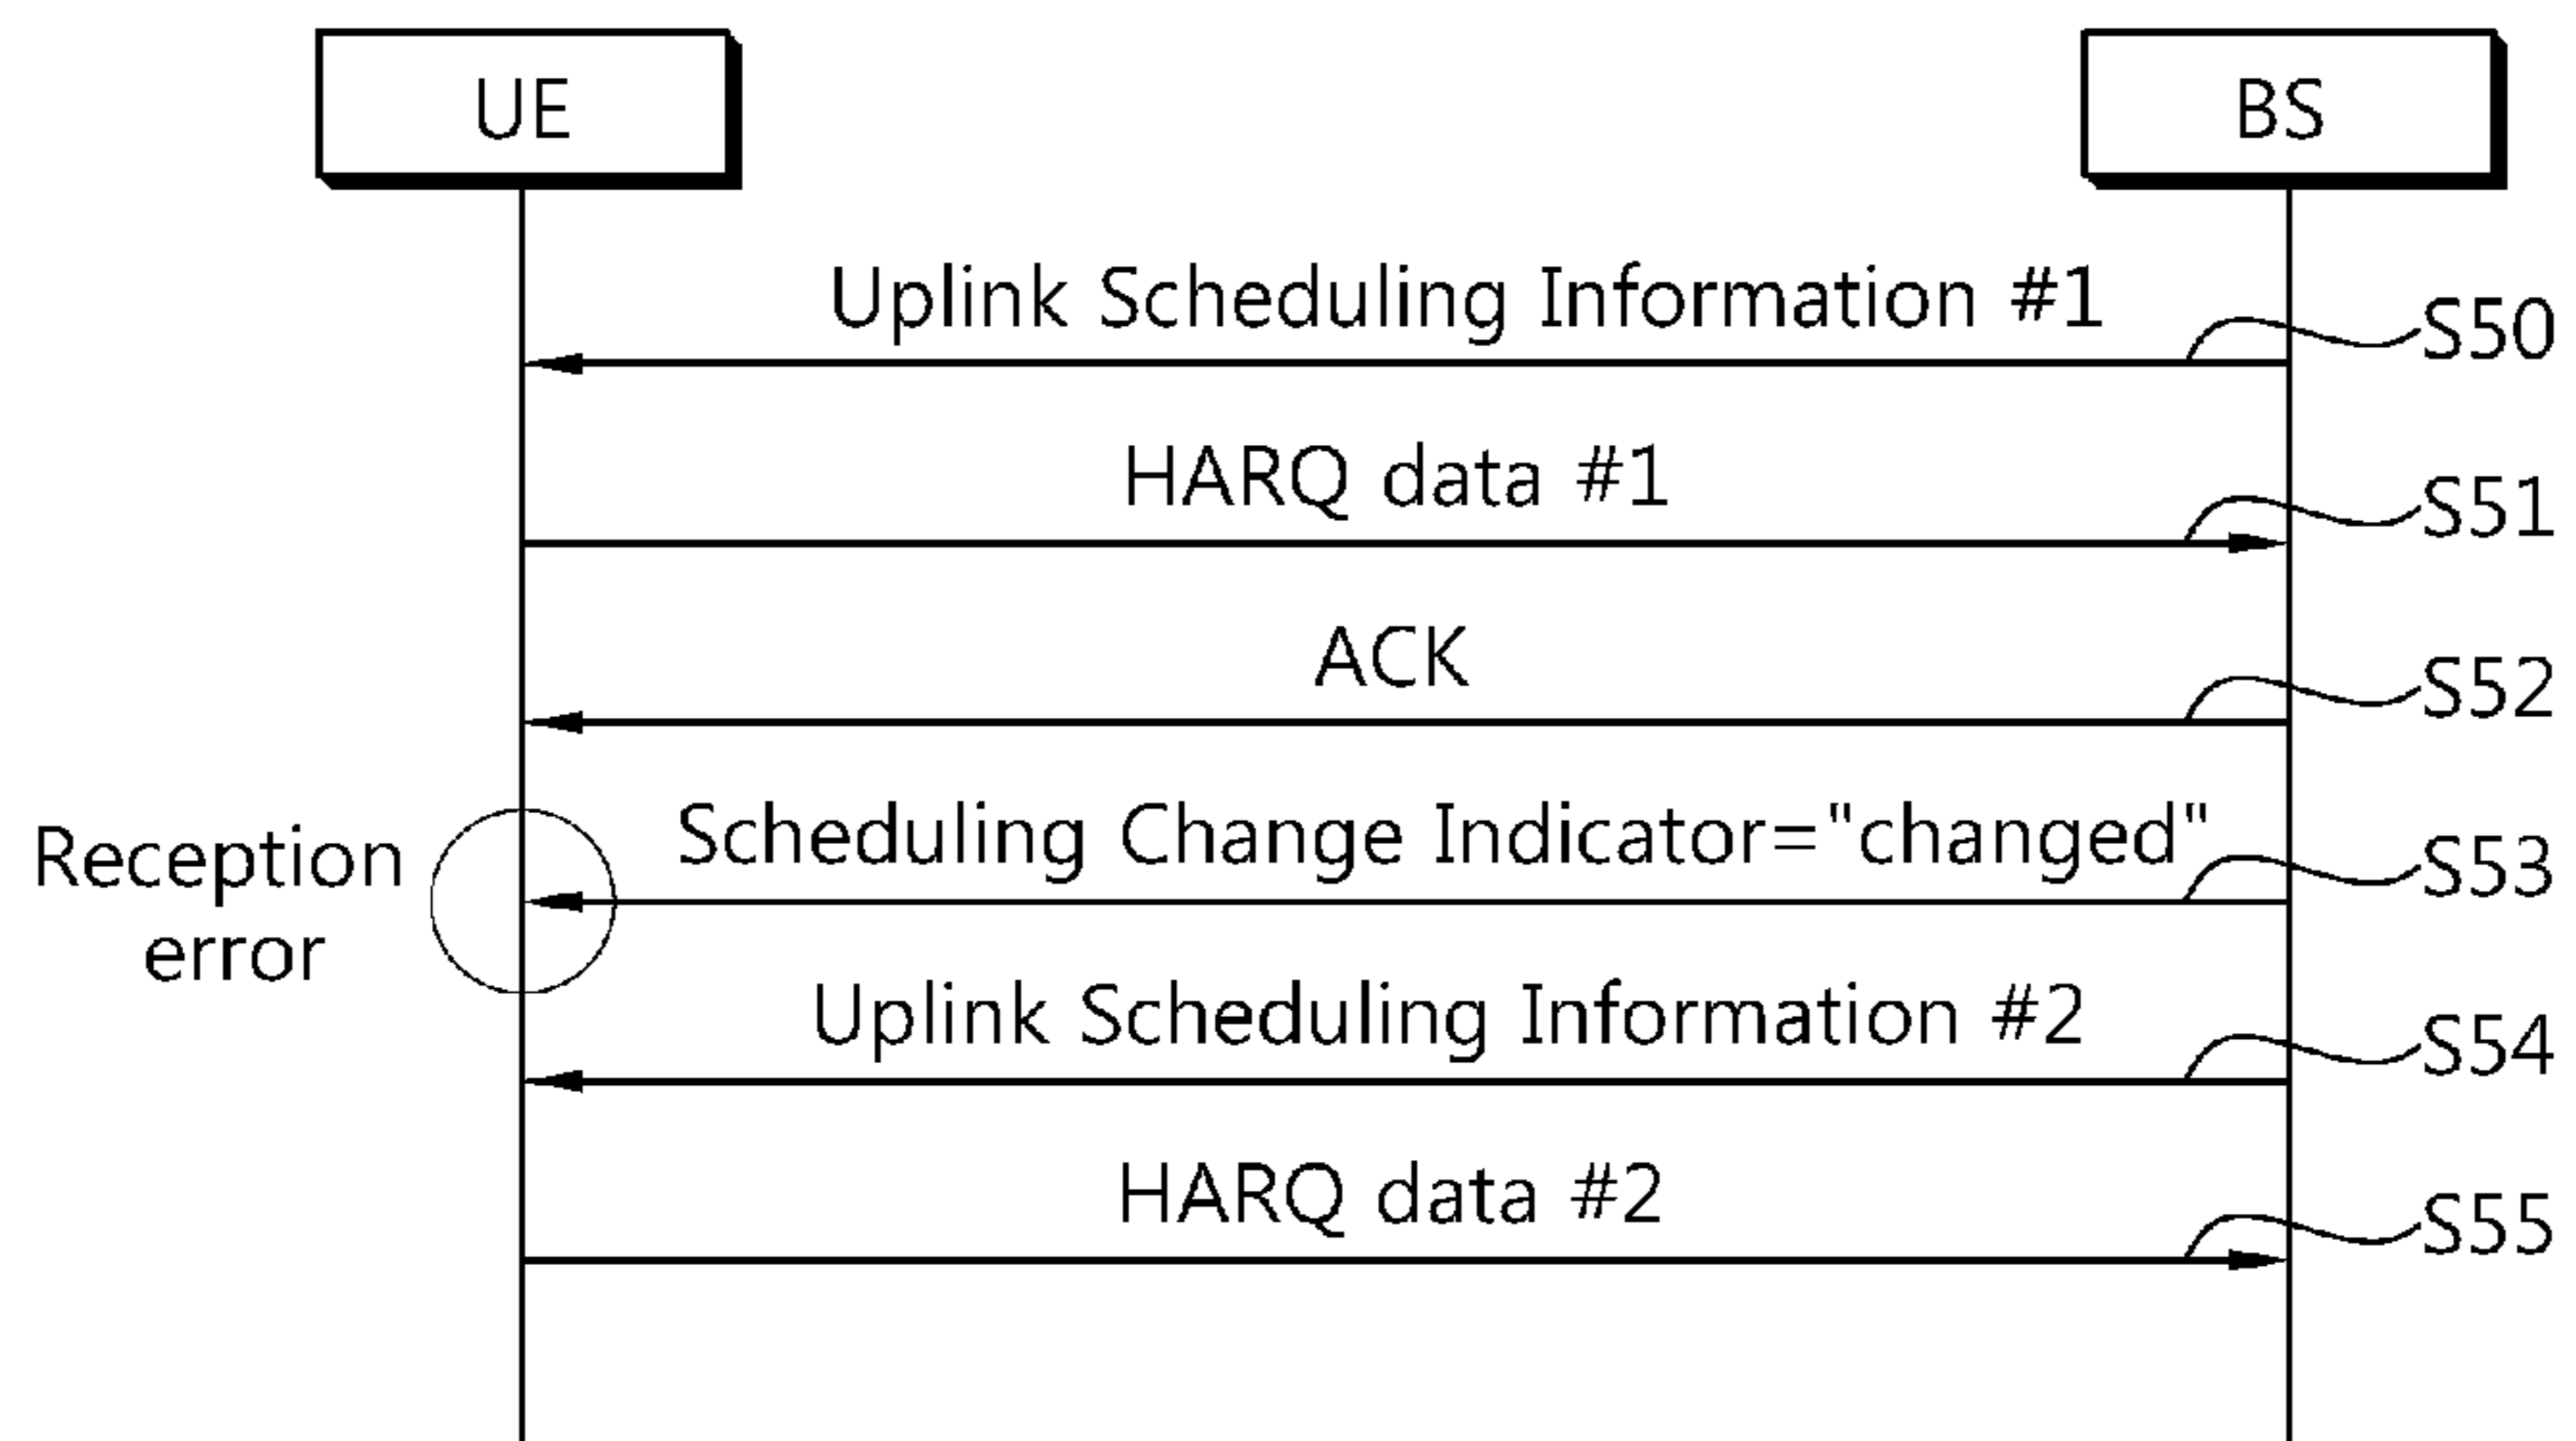 UE
BS
Uplink Scheduling Information #1
S50
HARQ data #1
S51
ACK
S52
Scheduling Change Indicator="changed"
S53
Reception
error
Uplink Scheduling Information #2
S54
HARQ data #2
S55